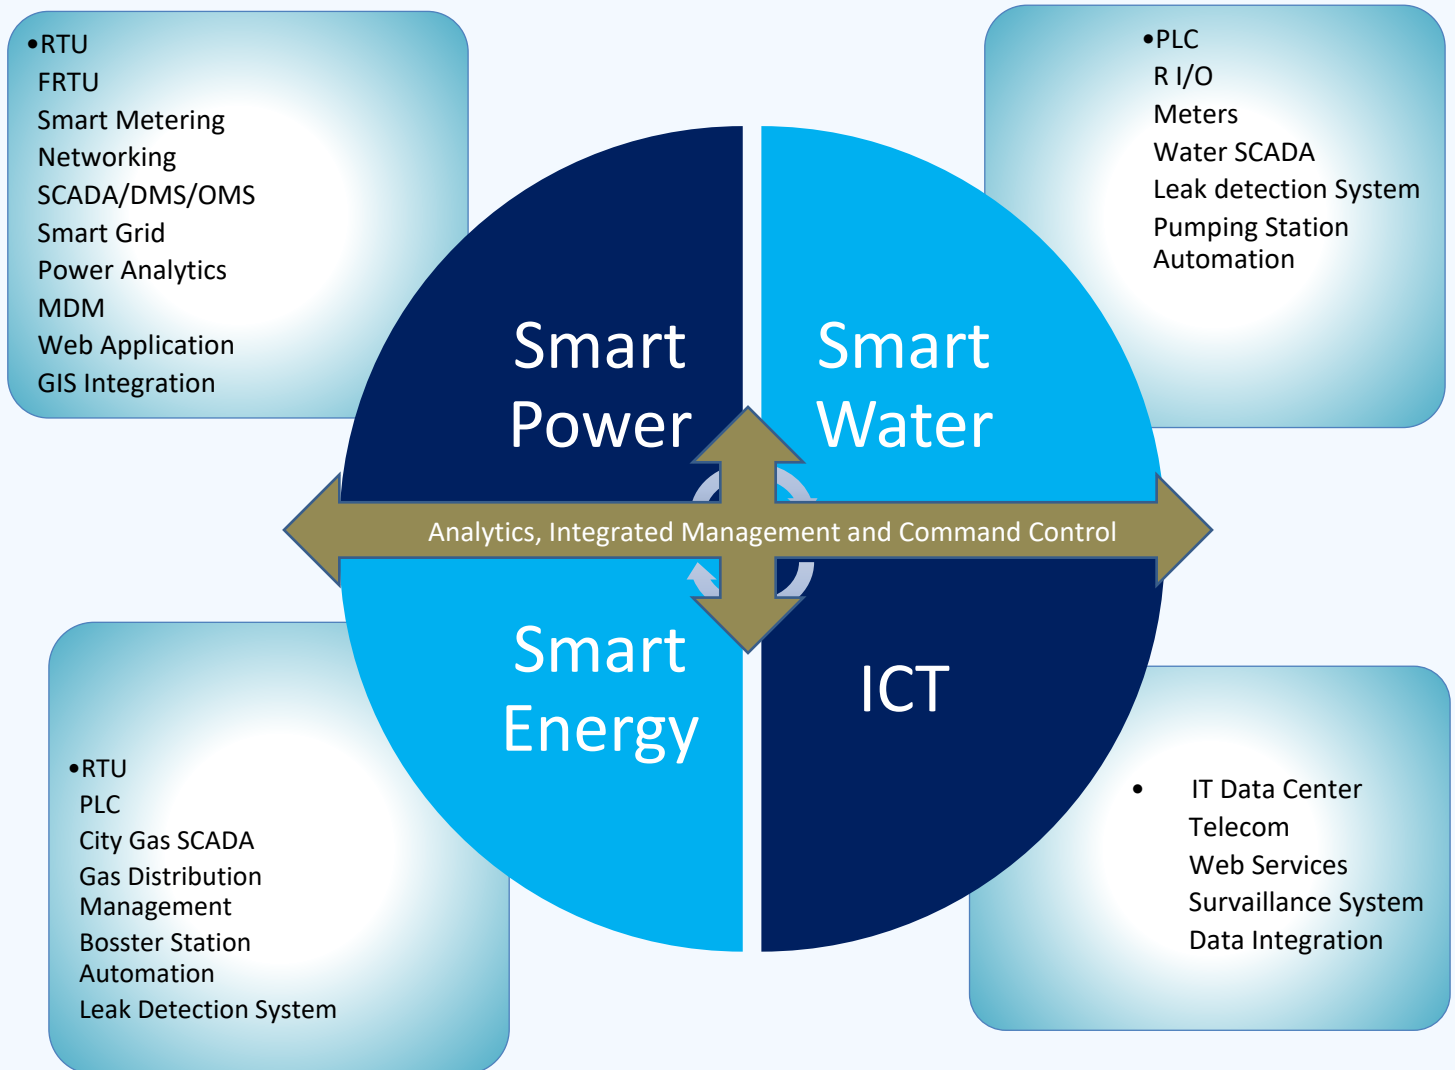 •RTU
FRTU
Smart Metering
Networking
SCADA/DMS/OMS
Smart Grid
Power Analytics
MDM
Web Application
GIS Integration
•PLC
R I/O
Meters
Water SCADA
Leak detection System
Pumping Station
Automation
Smart
Power
Smart
Water
Analytics, Integrated Management and Command Control
Smart
Energy
ICT
•RTU
PLC
City Gas SCADA
Gas Distribution
Management
Bosster Station
Automation
Leak Detection System
• IT Data Center
Telecom
Web Services
Survaillance System
Data Integration